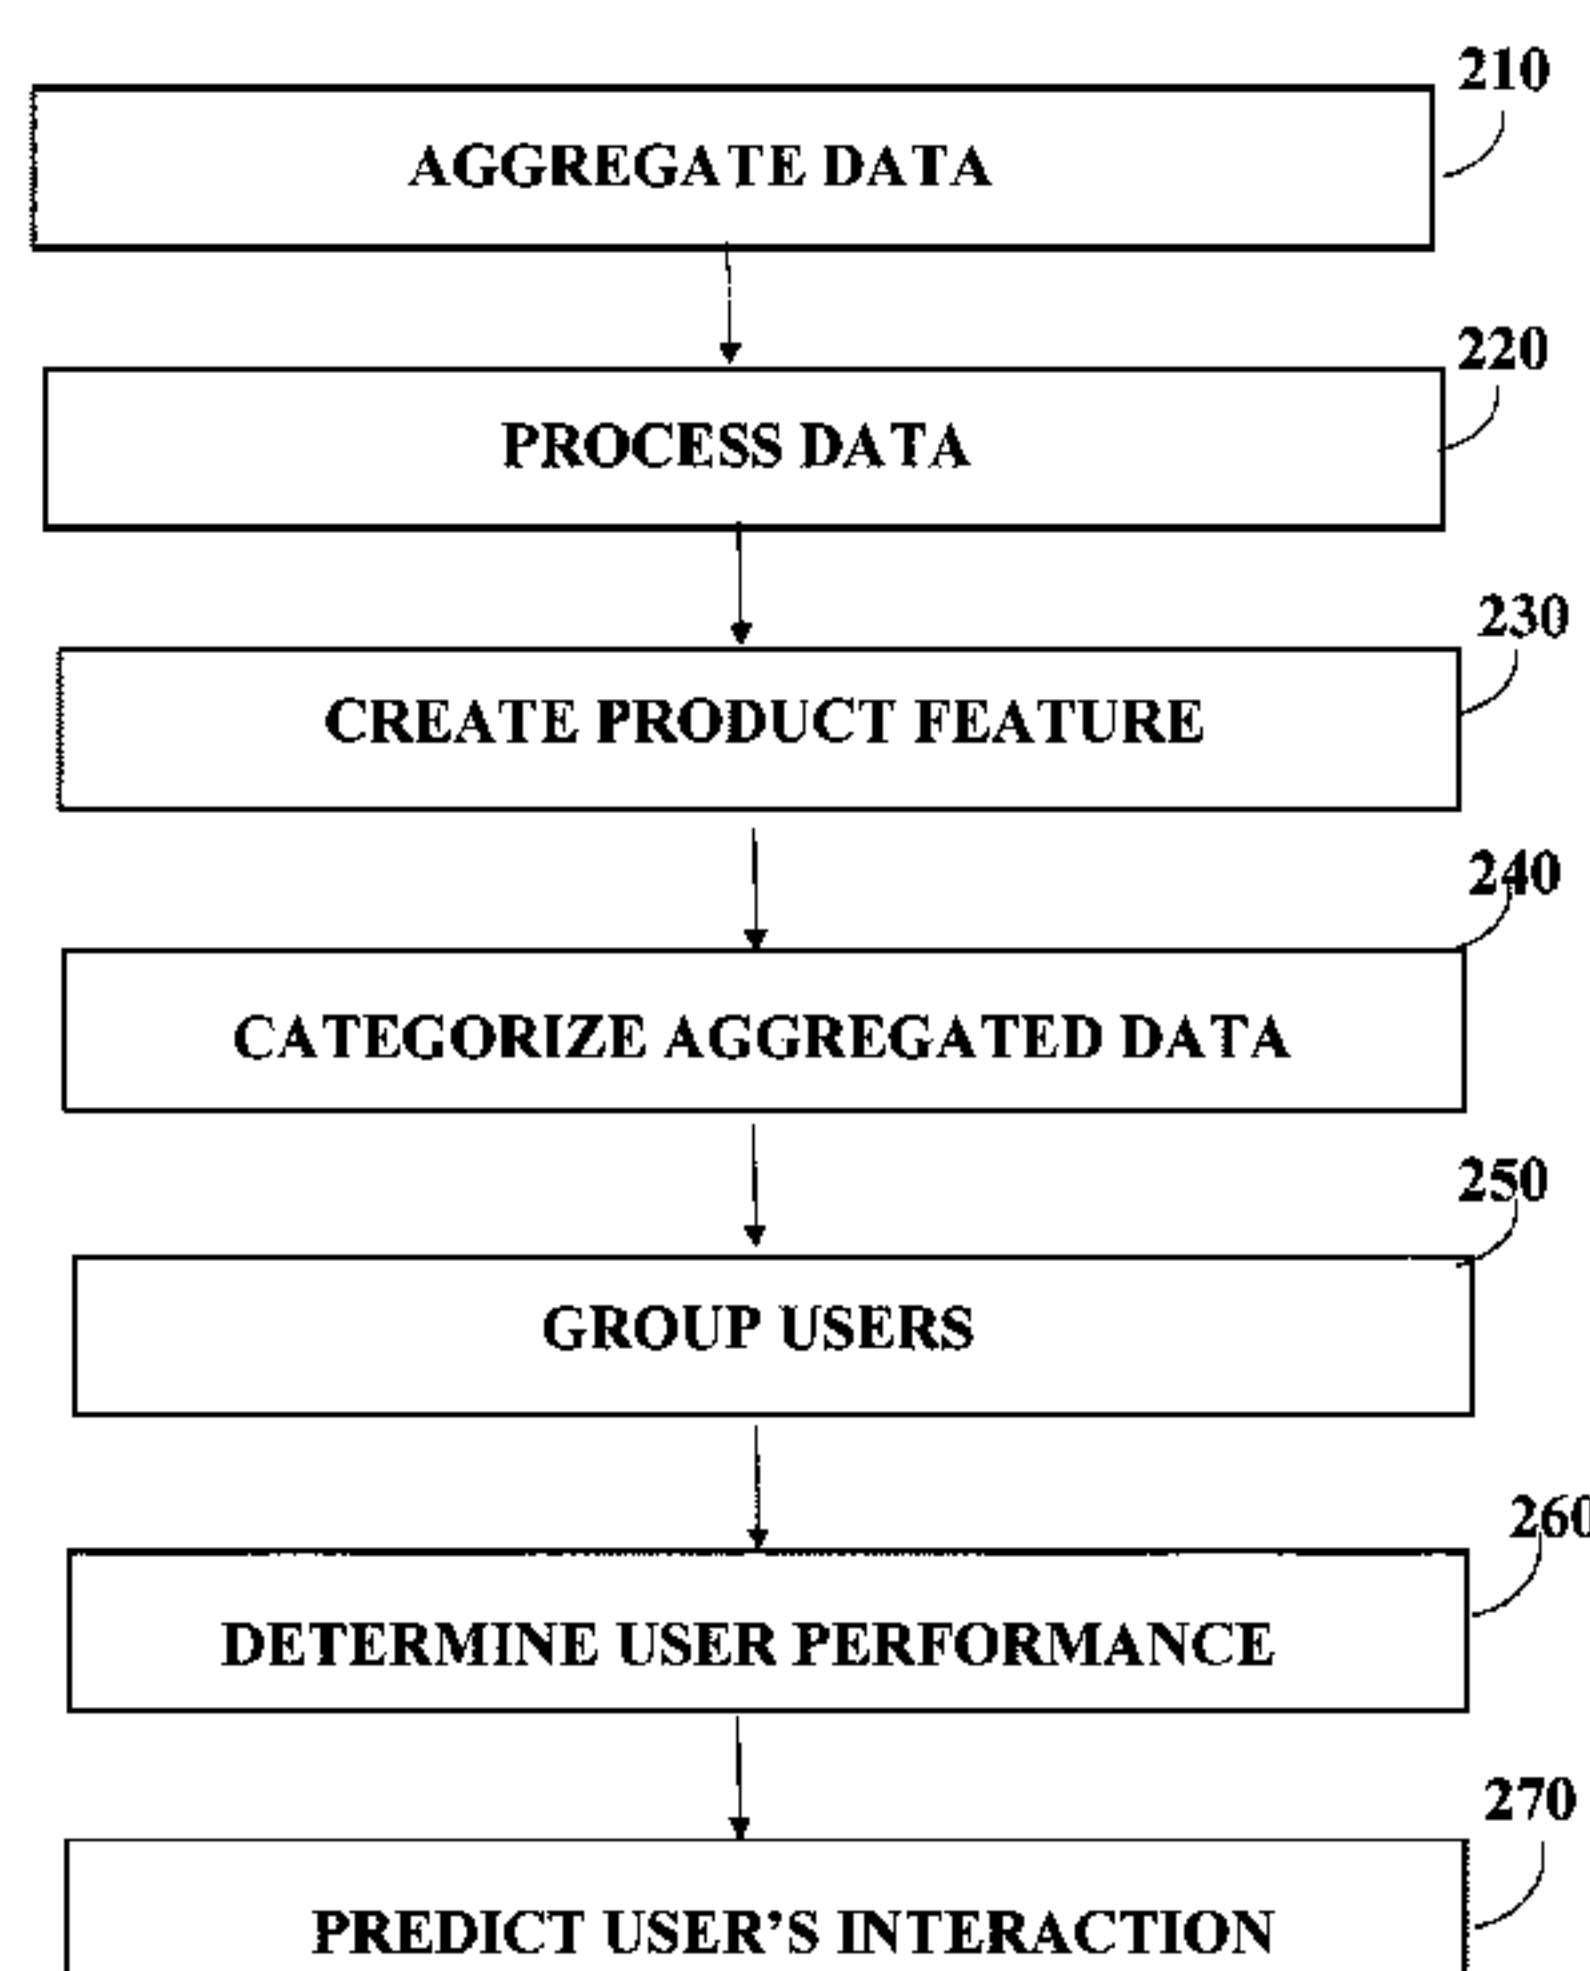 210
AGGREGATE DATA
220
PROCESS DATA
230
CREATE PRODUCT FEATURE
240
CATEGORIZE AGGREGATED DATA
250
GROUP USERS
260
DETERMINE USER PERFORMANCE
270
PREDICT USER’S INTERACTION